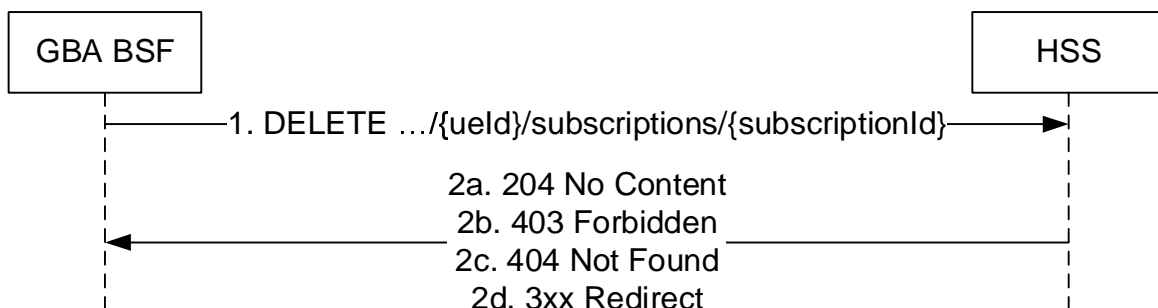 GBA BSF
HSS
1. DELETE …/{ueId}/subscriptions/{subscriptionId}
2a. 204 No Content
2b. 403 Forbidden
2c. 404 Not Found
2d. 3xx Redirect